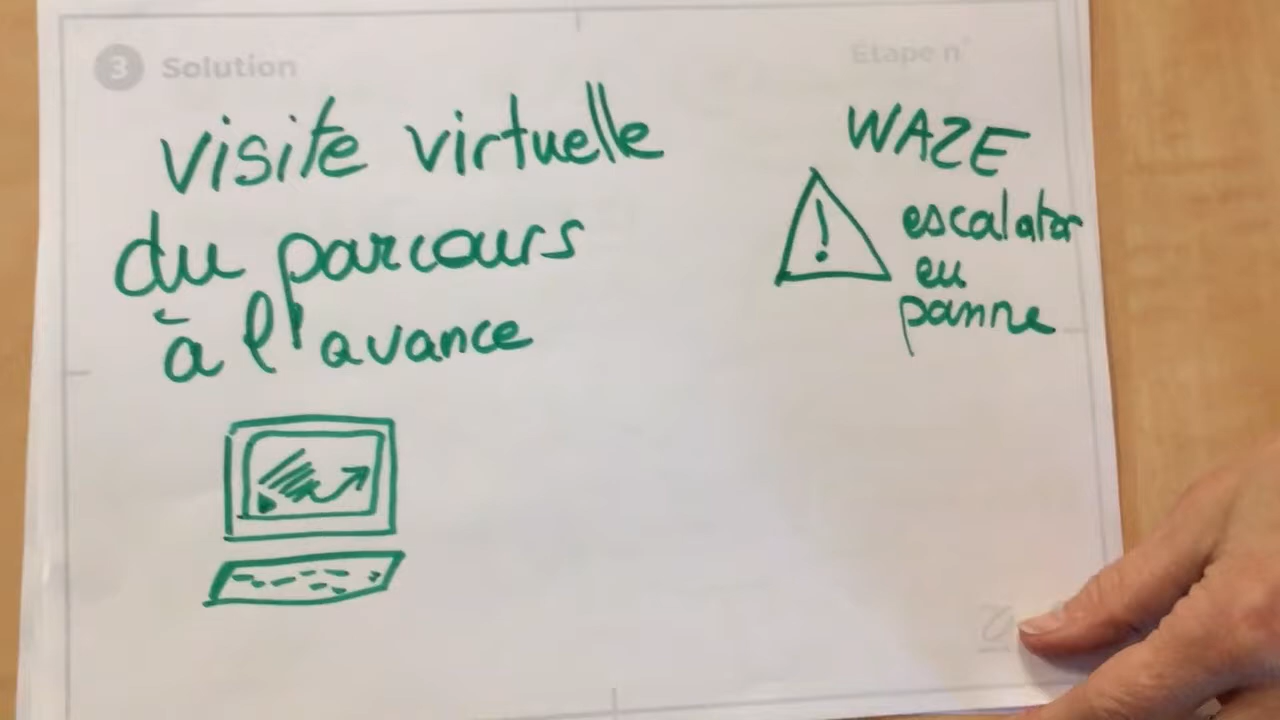 3 Solution
Étape n°
visite virtuelle
du parcours
à l'avance
WAZE
escalator
en
panne